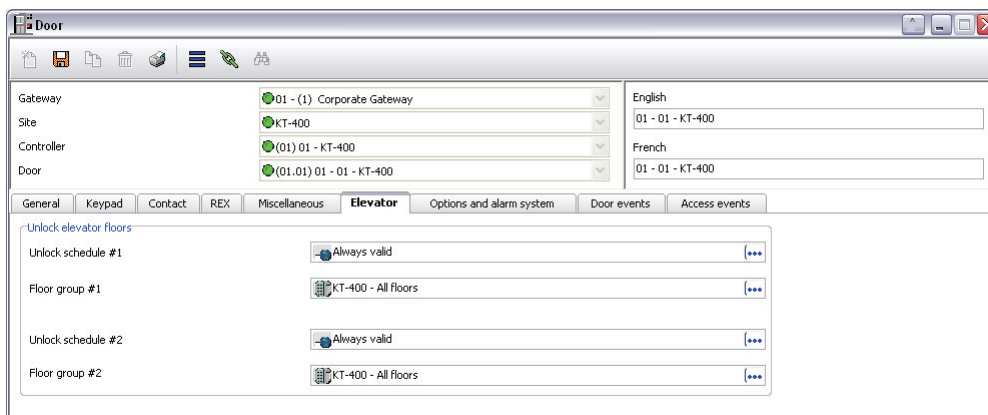 Door
Gateway
01 - (1) Corporate Gateway
English
Site
KT-400
01 - 01 - KT-400
Controller
(01) 01 - KT-400
French
Door
(01.01) 01 - 01 - KT-400
01 - 01 - KT-400
General Keypad Contact REX Miscellaneous Elevator Options and alarm system Door events Access events
Unlock elevator floors
Unlock schedule #1
Always valid
Floor group #1
KT-400 - All floors
Unlock schedule #2
Always valid
Floor group #2
KT-400 - All floors